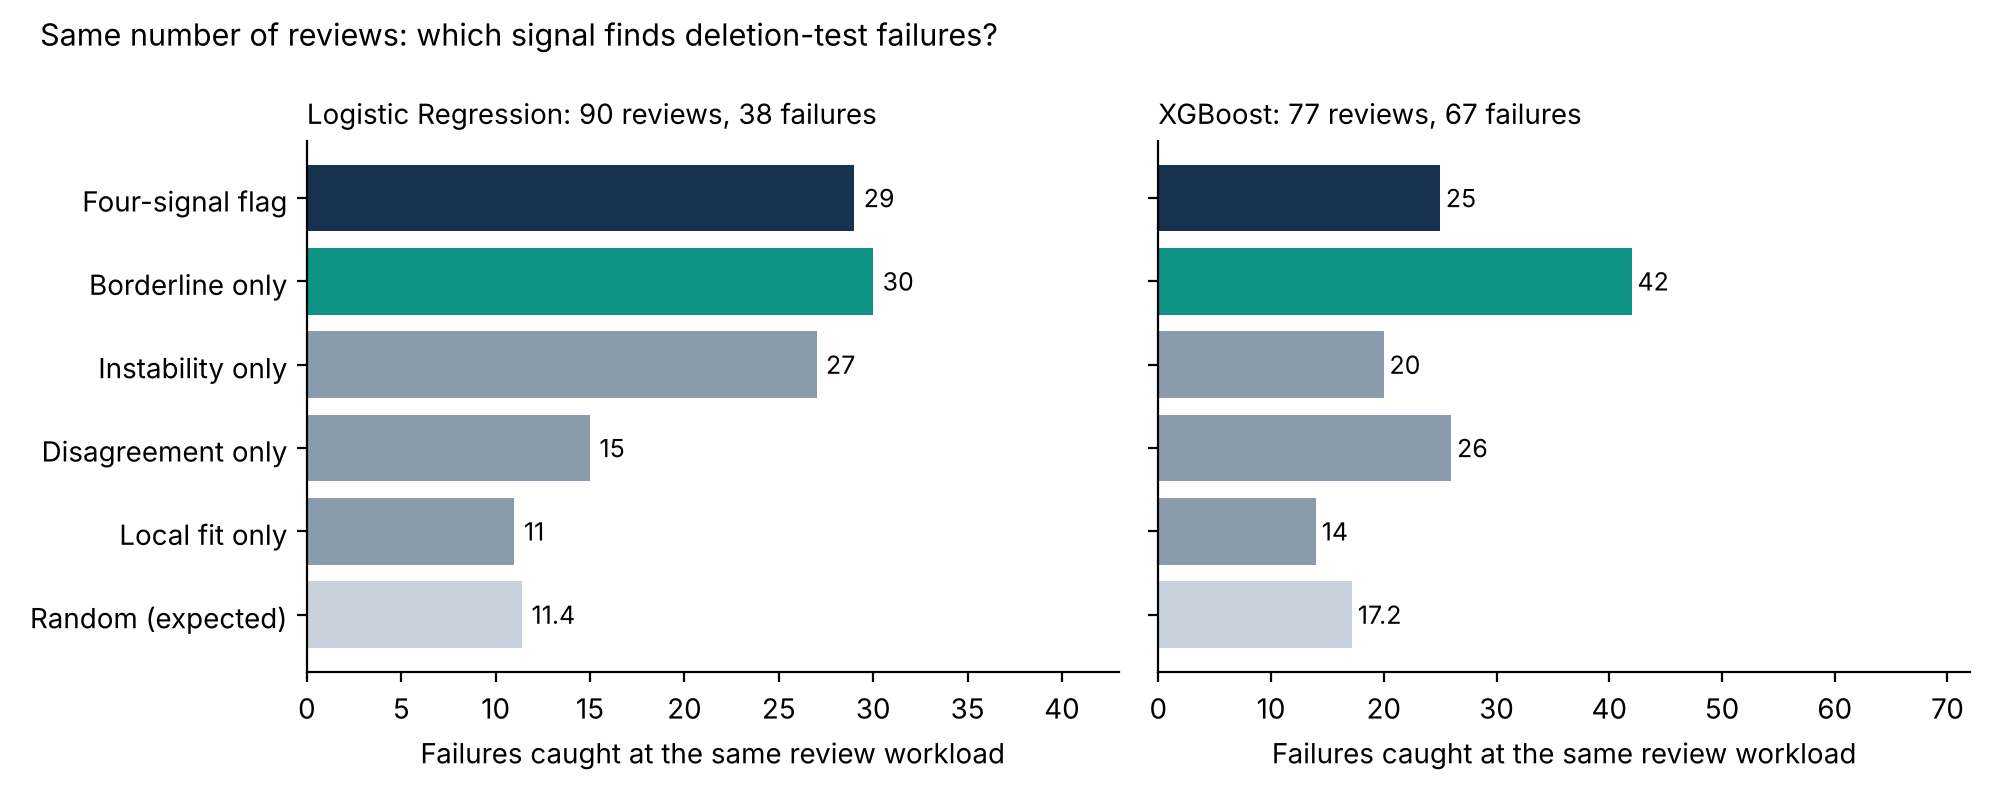 Same number of reviews: which signal finds deletion-test failures?
Logistic Regression: 90 reviews, 38 failures
Four-signal flag
29
Borderline only
30
Instability only
27
Disagreement only
15
Local fit only
11
Random (expected)
11.4
0 5 10 15 20 25 30 35 40
Failures caught at the same review workload
XGBoost: 77 reviews, 67 failures
25
42
20
26
14
17.2
0 10 20 30 40 50 60 70
Failures caught at the same review workload